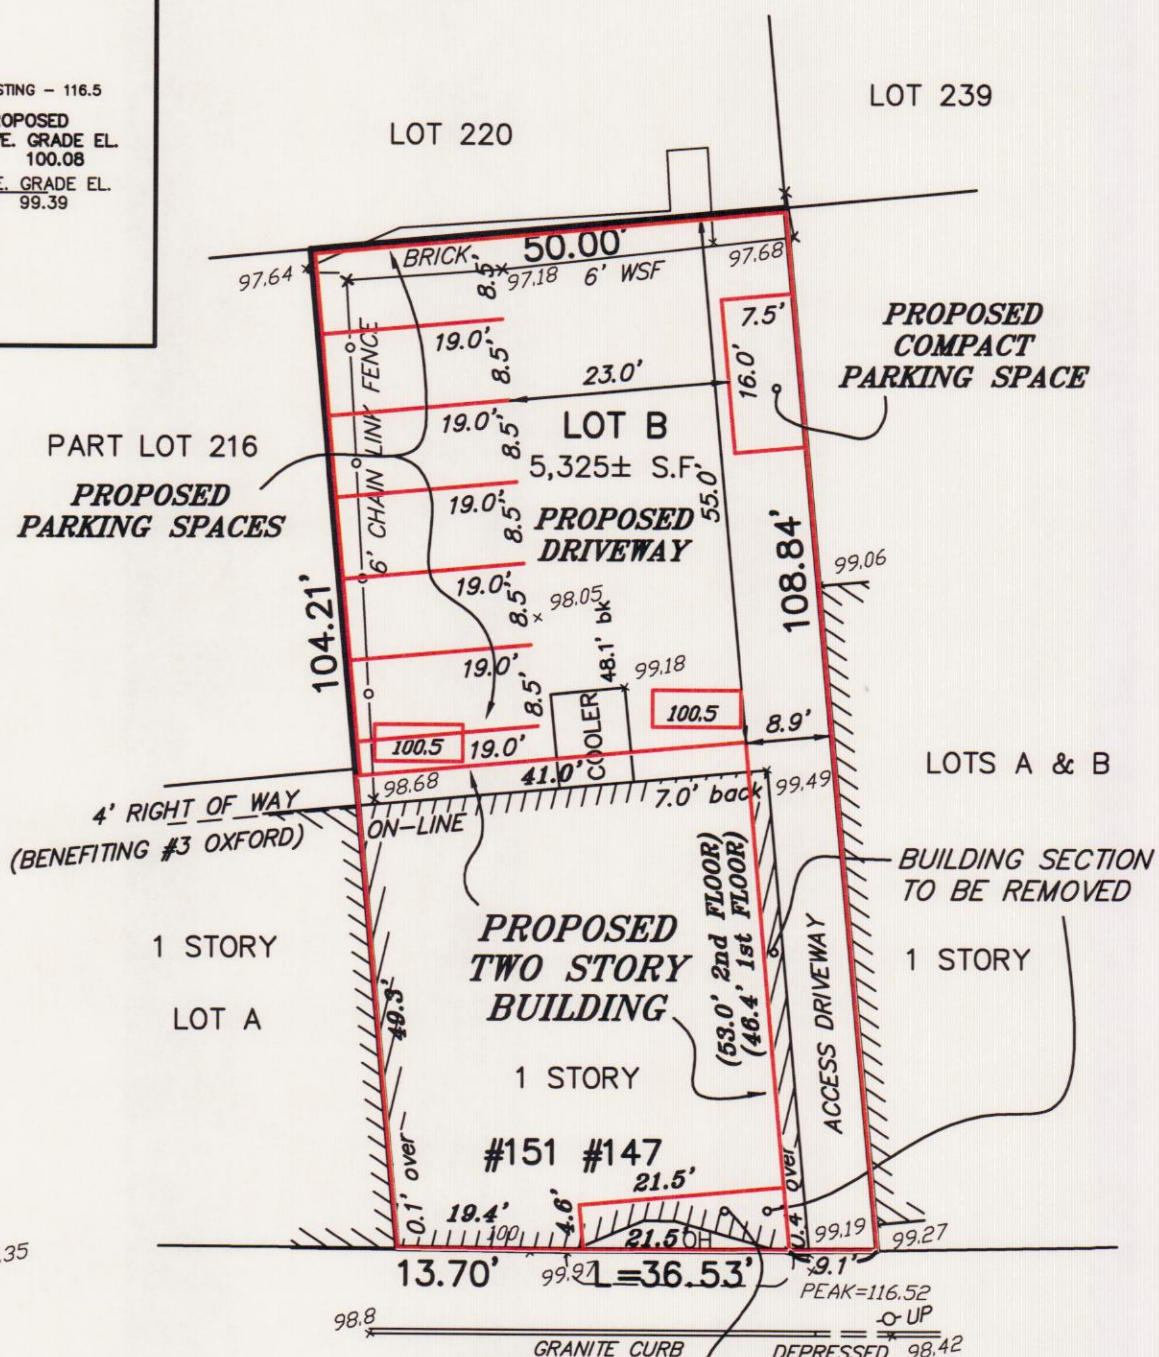 STING - 116.5
OPOSED
E. GRADE EL.
100.08
E. GRADE EL.
99.39
LOT 220
LOT 239
BRICK
50.00'
97.64
97.18
6' WSF
97.68
8.5'
19.0'
8.5'
19.0'
8.5'
19.0'
8.5'
19.0'
8.5'
19.0'
8.5'
19.0'
6' CHAIN LINK FENCE
23.0'
7.5'
16.0'
PROPOSED
COMPACT
PARKING SPACE
PART LOT 216
PROPOSED
PARKING SPACES
LOT B
5,325± S.F.
PROPOSED
DRIVEWAY
55.0'
104.21'
108.84'
99.06
98.05
48.1' bk
99.18
COOLER
100.5
100.5
8.9'
41.0'
98.68
7.0' back
99.49
4' RIGHT OF WAY
(BENEFITING #3 OXFORD)
ON-LINE
LOTS A & B
BUILDING SECTION
TO BE REMOVED
1 STORY
LOT A
49.3'
PROPOSED
TWO STORY
BUILDING
(53.0' 2nd FLOOR)
(46.4' 1st FLOOR)
ACCESS DRIVEWAY
1 STORY
1 STORY
#151 #147
0.1' over
21.5'
19.4'
4.6'
100
21.5'
OH
0.4 over
99.19
99.27
.35
13.70'
99.97
L=36.53'
9.1'
PEAK=116.52
UP
98.8
GRANITE CURB
DEPRESSED
98.42